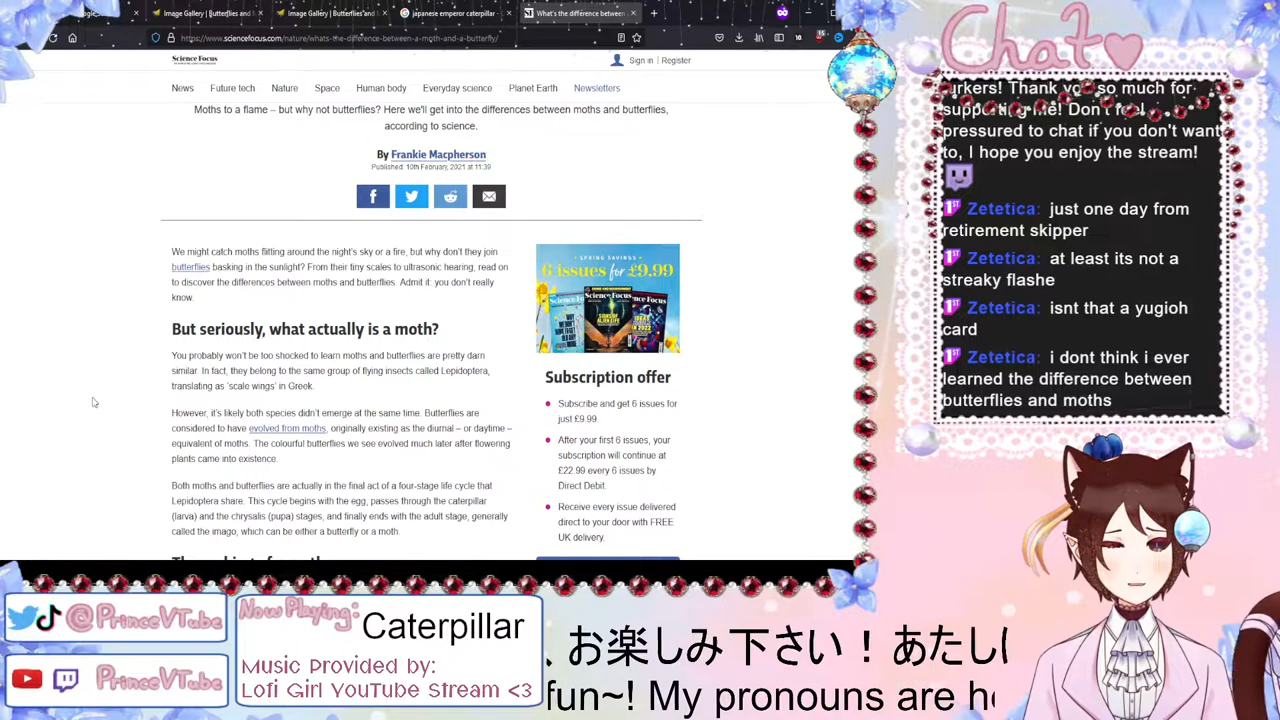 Image Gallery | Butterflies and
Image Gallery | Butterflies and
japanese emperor caterpillar -
What's the difference between
https://www.sciencefocus.com/nature/whats-the-difference-between-a-moth-and-a-butterfly/
Science Focus
Sign in | Register
News
Future tech
Nature
Space
Human body
Everyday science
Planet Earth
Newsletters
Moths to a flame – but why not butterflies? Here we'll get into the differences between moths and butterflies,
according to science.
By Frankie Macpherson
Published: 10th February, 2021 at 11:39
We might catch moths flitting around the night's sky or a fire, but why don't they join
butterflies basking in the sunlight? From their tiny scales to ultrasonic hearing, read on
to discover the differences between moths and butterflies. Admit it: you don't really
know.
But seriously, what actually is a moth?
You probably won't be too shocked to learn moths and butterflies are pretty darn
similar. In fact, they belong to the same group of flying insects called Lepidoptera,
translating as 'scale wings' in Greek.
However, it's likely both species didn't emerge at the same time. Butterflies are
considered to have evolved from moths, originally existing as the diurnal – or daytime –
equivalent of moths. The colourful butterflies we see evolved much later after flowering
plants came into existence.
Both moths and butterflies are actually in the final act of a four-stage life cycle that
Lepidoptera share. This cycle begins with the egg, passes through the caterpillar
(larva) and the chrysalis (pupa) stages, and finally ends with the adult stage, generally
called the imago, which can be either a butterfly or a moth.
SPRING SAVINGS
6 issues for £9.99
Science Focus
Subscription offer
Subscribe and get 6 issues for
just £9.99.
After your first 6 issues, your
subscription will continue at
£22.99 every 6 issues by
Direct Debit.
Receive every issue delivered
direct to your door with FREE
UK delivery.
Chat
urkers! Thank you so much for
supporting me! Don't feel
pressured to chat if you don't want
to, I hope you enjoy the stream!
Zetetica: just one day from
retirement skipper
Zetetica: at least its not a
streaky flashe
Zetetica: isnt that a yugioh
card
Zetetica: i dont think i ever
learned the difference between
butterflies and moths
@PrinceVTube
PrinceVTube
Now Playing:
Caterpillar
Music Provided by:
Lofi Girl YouTube Stream <3
、お楽しみ下さい！あたしは
fun~! My pronouns are he